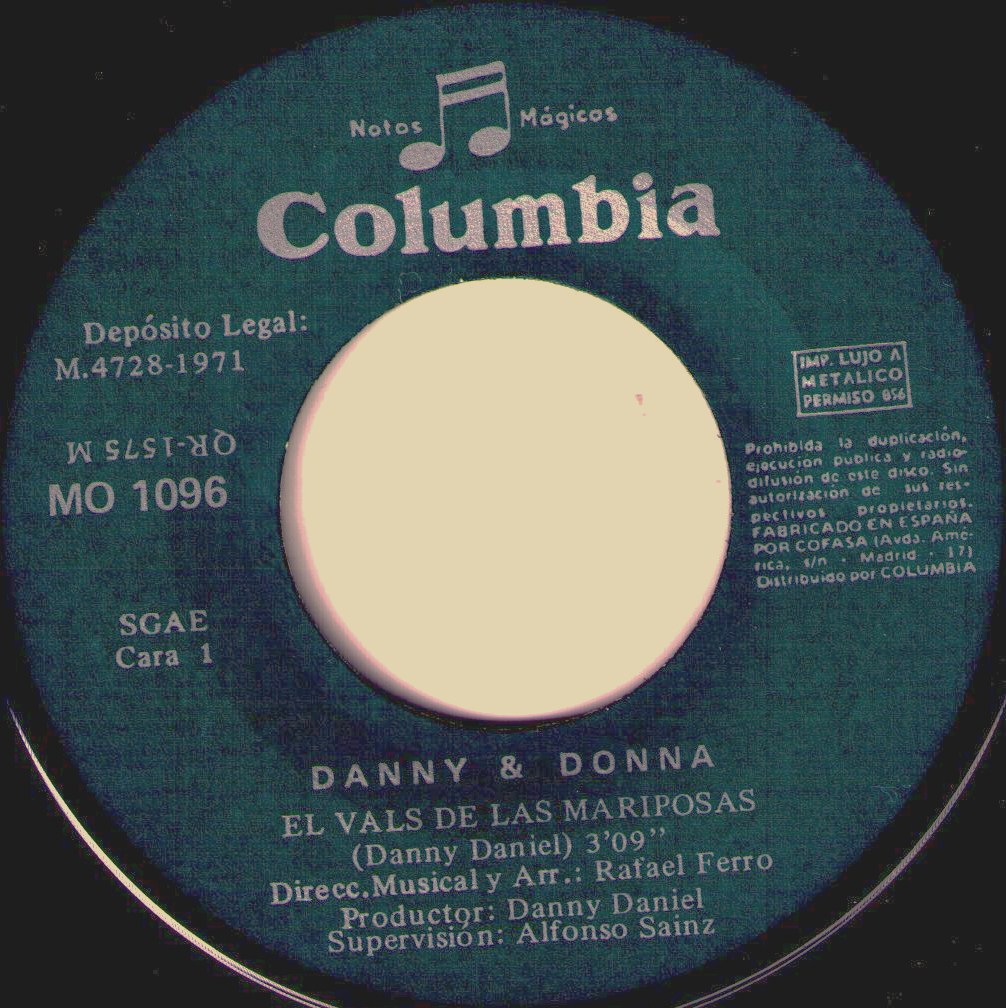 Notas Mágicas
Columbia
Depósito Legal:
M.4728-1971
QR-1575 M
MO 1096
SGAE
Cara 1
IMP. LUJO A
METALICO
PERMISO 856
Prohibida la duplicación,
ejecución publica y radio-
difusión de este disco. Sin
autorización de sus res-
pectivos propietarios.
FABRICADO EN ESPAÑA
POR COFASA (Avda. Amé-
rica, s/n - Madrid - 17)
Distribuido por COLUMBIA
DANNY & DONNA
EL VALS DE LAS MARIPOSAS
(Danny Daniel) 3'09''
Direcc.Musical y Arr.: Rafael Ferro
Productor: Danny Daniel
Supervisión: Alfonso Sainz